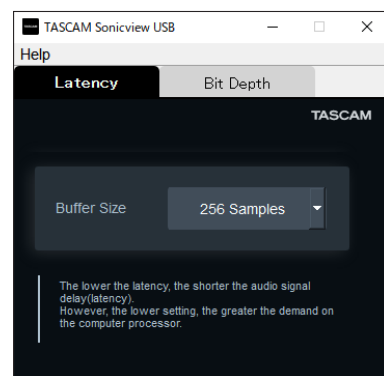 TASCAM Sonicview USB
Help
Latency
Bit Depth
TASCAM
Buffer Size
256 Samples
The lower the latency, the shorter the audio signal
delay(latency).
However, the lower setting, the greater the demand on
the computer processor.